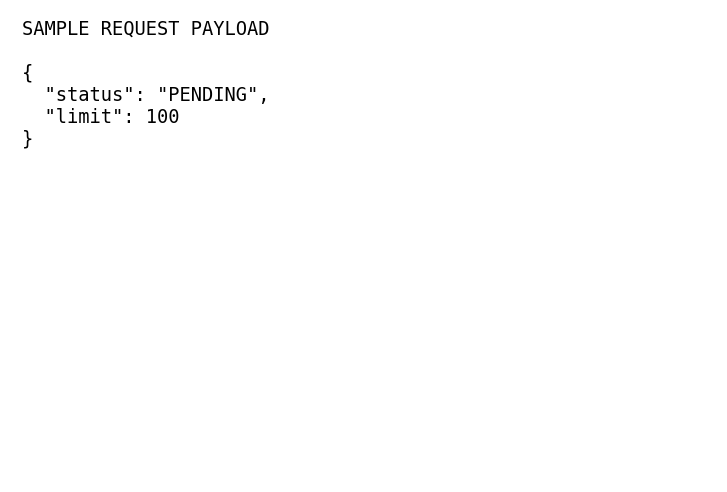 SAMPLE REQUEST PAYLOAD

{
  "status": "PENDING",
  "limit": 100
}